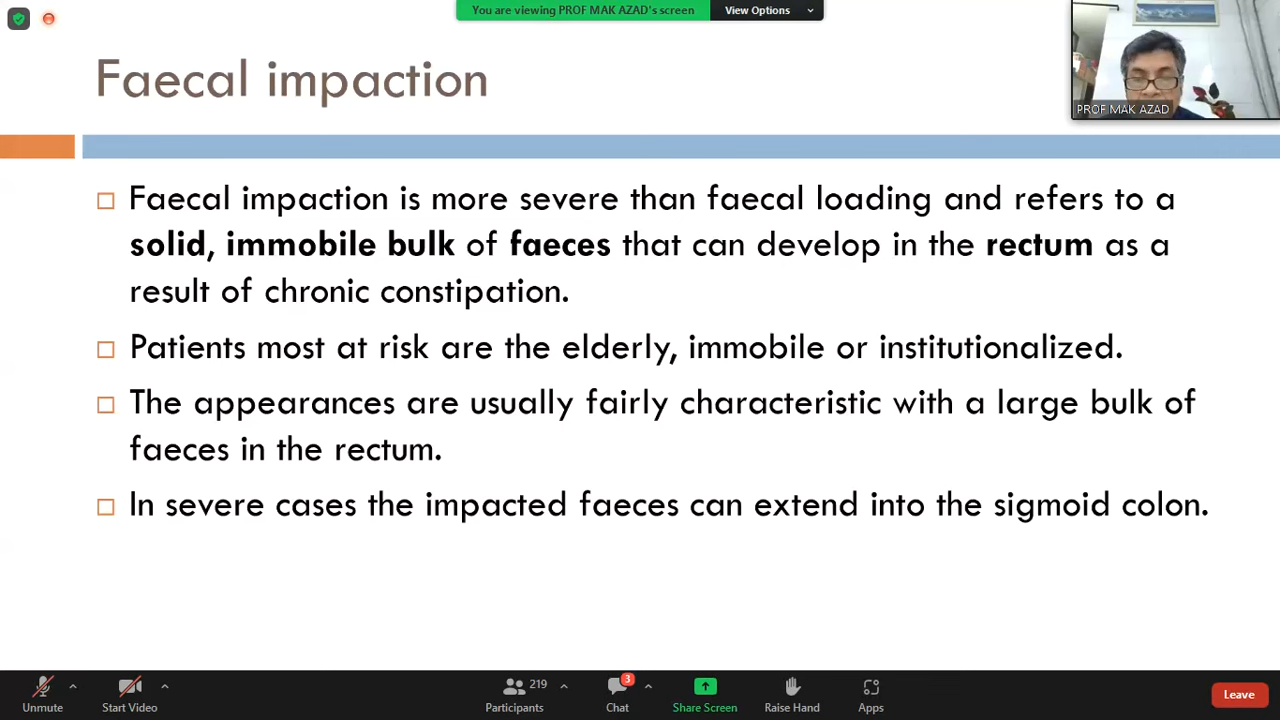 You are viewing PROF MAK AZAD's screen
View Options
Faecal impaction
PROF MAK AZAD
Faecal impaction is more severe than faecal loading and refers to a
solid, immobile bulk of faeces that can develop in the rectum as a
result of chronic constipation.
Patients most at risk are the elderly, immobile or institutionalized.
The appearances are usually fairly characteristic with a large bulk of
faeces in the rectum.
In severe cases the impacted faeces can extend into the sigmoid colon.
219
3
Unmute
Start Video
Participants
Chat
Share Screen
Raise Hand
Apps
Leave